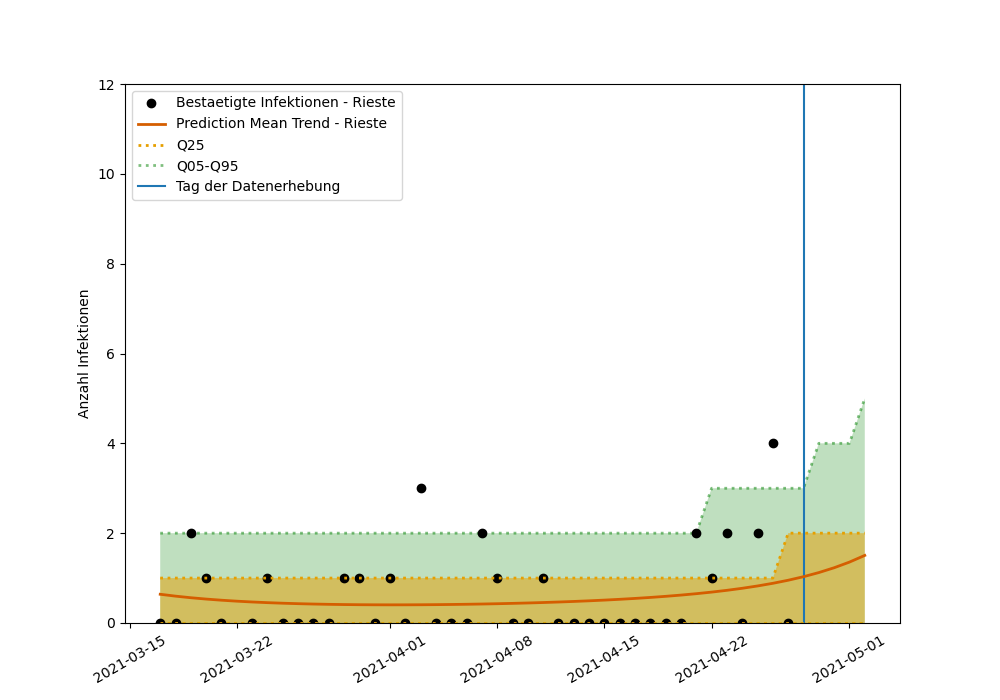 12
10
8
6
4
2
0
Anzahl Infektionen
Bestaetigte Infektionen - Rieste
Prediction Mean Trend - Rieste
Q25
Q05-Q95
Tag der Datenerhebung
2021-03-15
2021-03-22
2021-04-01
2021-04-08
2021-04-15
2021-04-22
2021-05-01